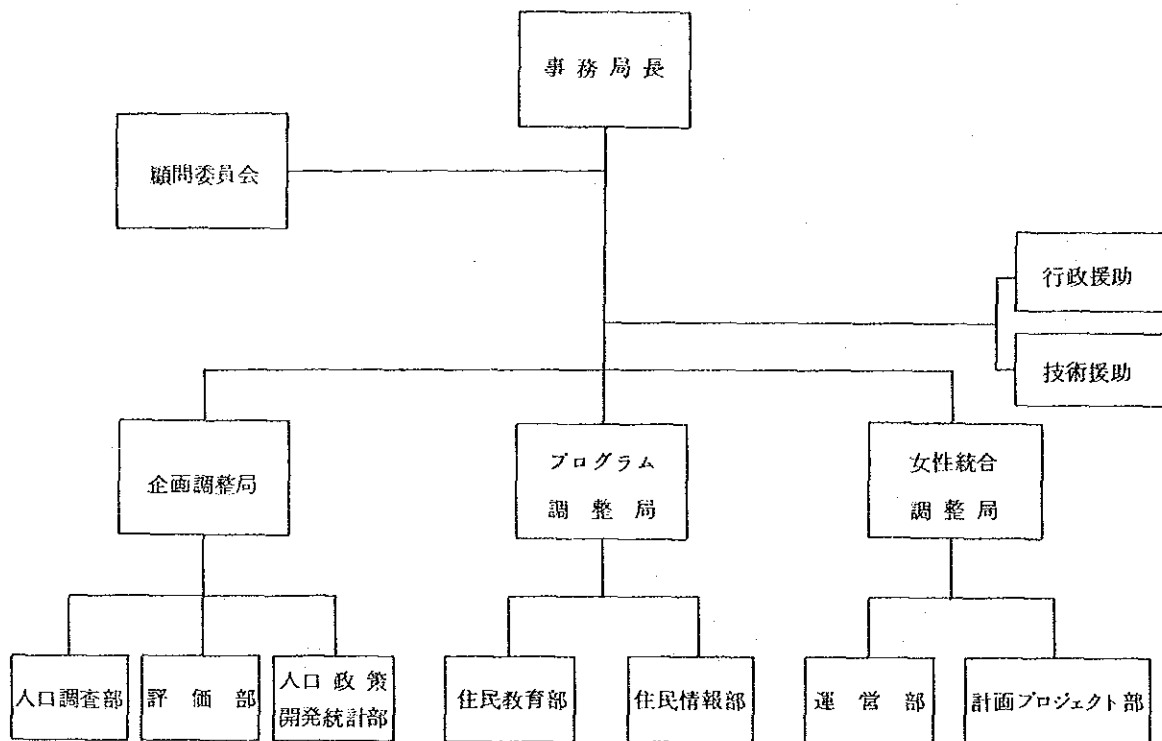 事務局長
顧問委員会
行政援助
技術援助
企画調整局
プログラム
調整局
女性統合
調整局
人口調査部
評価部
人口政策
開発統計部
住民教育部
住民情報部
運営部
計画プロジェクト部